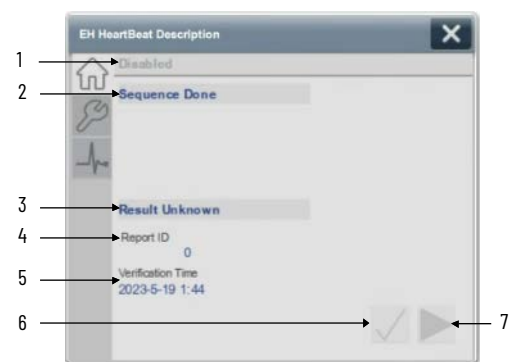 EH HeartBeat Description
1
Disabled
2
Sequence Done
3
Result Unknown
4
Report ID
0
5
Verification Time
2023-5-19 1:44
6
7